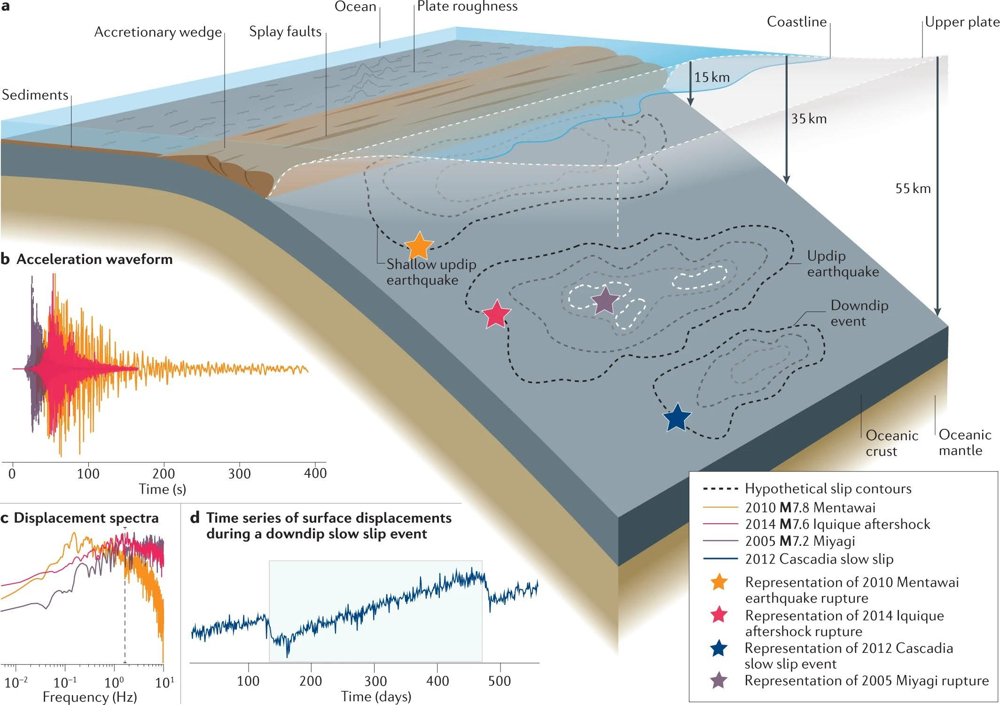 a
Ocean
Plate roughness
Accretionary wedge
Splay faults
Coastline
Upper plate
Sediments
15 km
35 km
55 km
Shallow updip
earthquake
Updip
earthquake
Downdip
event
Oceanic
crust
Oceanic
mantle
b Acceleration waveform
0 100 200 300 400
Time (s)
c Displacement spectra
10⁻² 10⁻¹ 10⁰ 10¹
Frequency (Hz)
d Time series of surface displacements
during a downdip slow slip event
100 200 300 400 500
Time (days)
Hypothetical slip contours
2010 M7.8 Mentawai
2014 M7.6 Iquique aftershock
2005 M7.2 Miyagi
2012 Cascadia slow slip
Representation of 2010 Mentawai
earthquake rupture
Representation of 2014 Iquique
aftershock rupture
Representation of 2012 Cascadia
slow slip event
Representation of 2005 Miyagi rupture